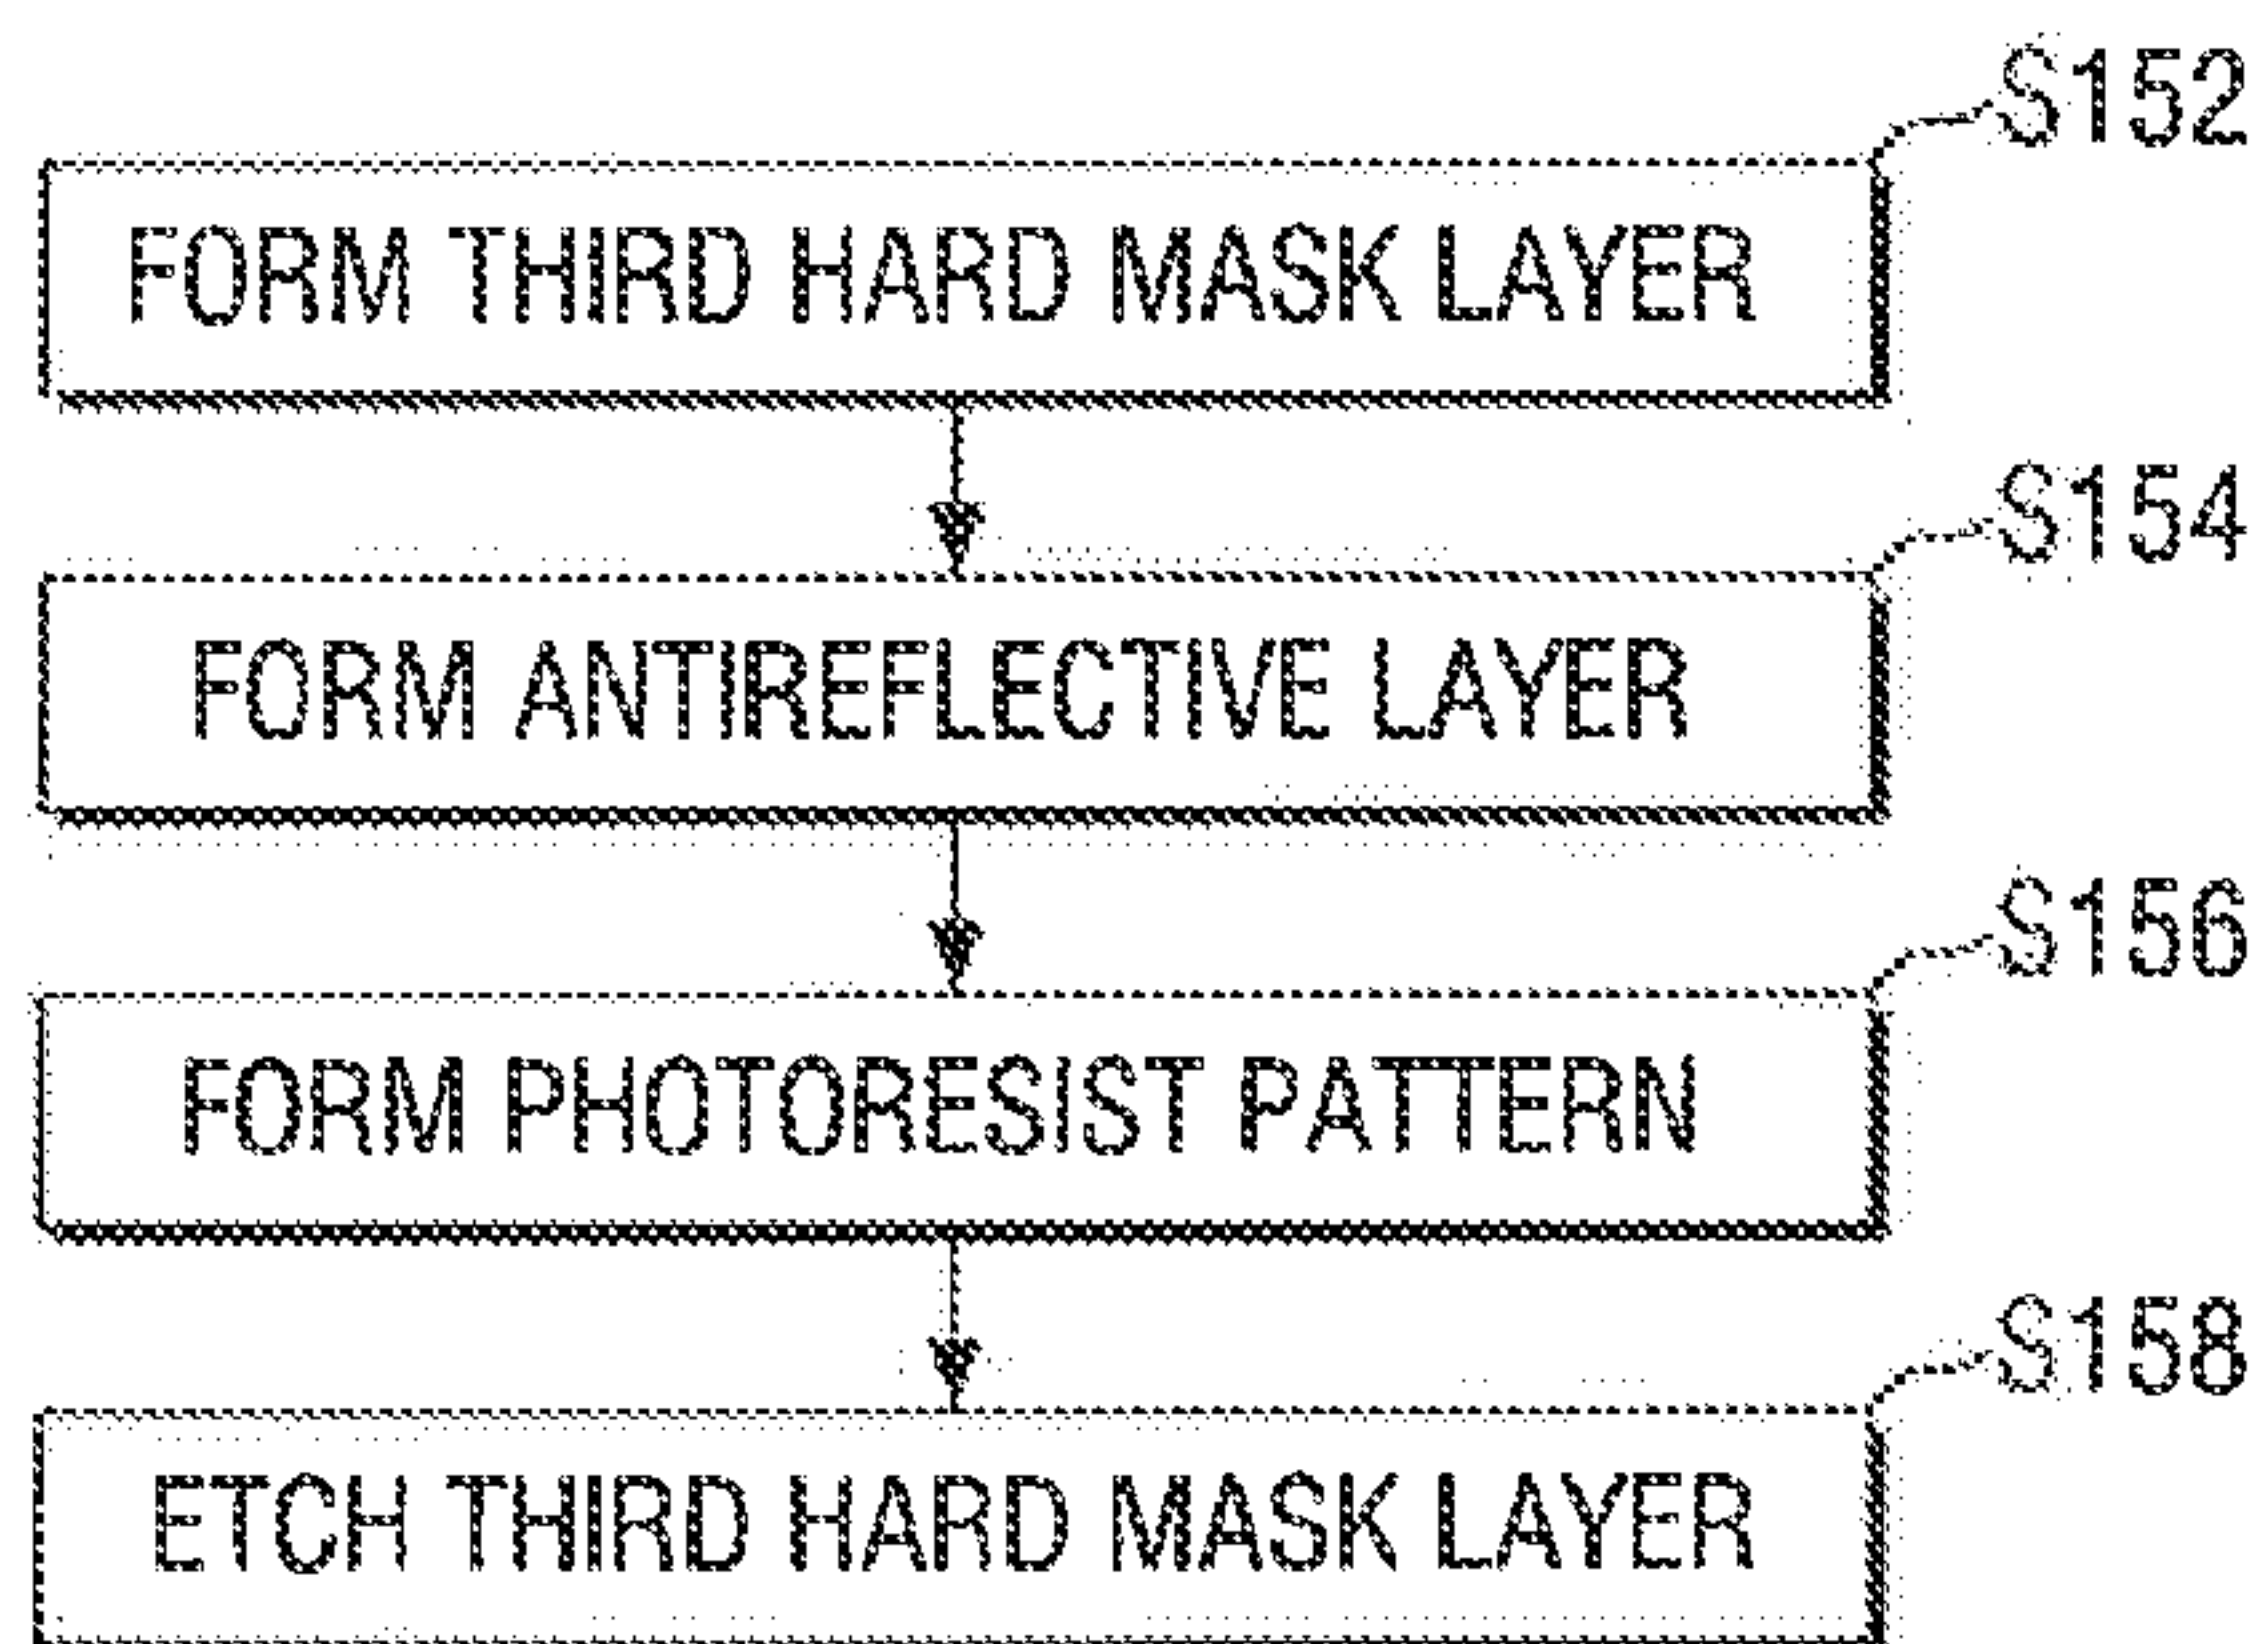 S152
FORM THIRD HARD MASK LAYER
S154
FORM ANTIREFLECTIVE LAYER
S156
FORM PHOTORESIST PATTERN
S158
ETCH THIRD HARD MASK LAYER